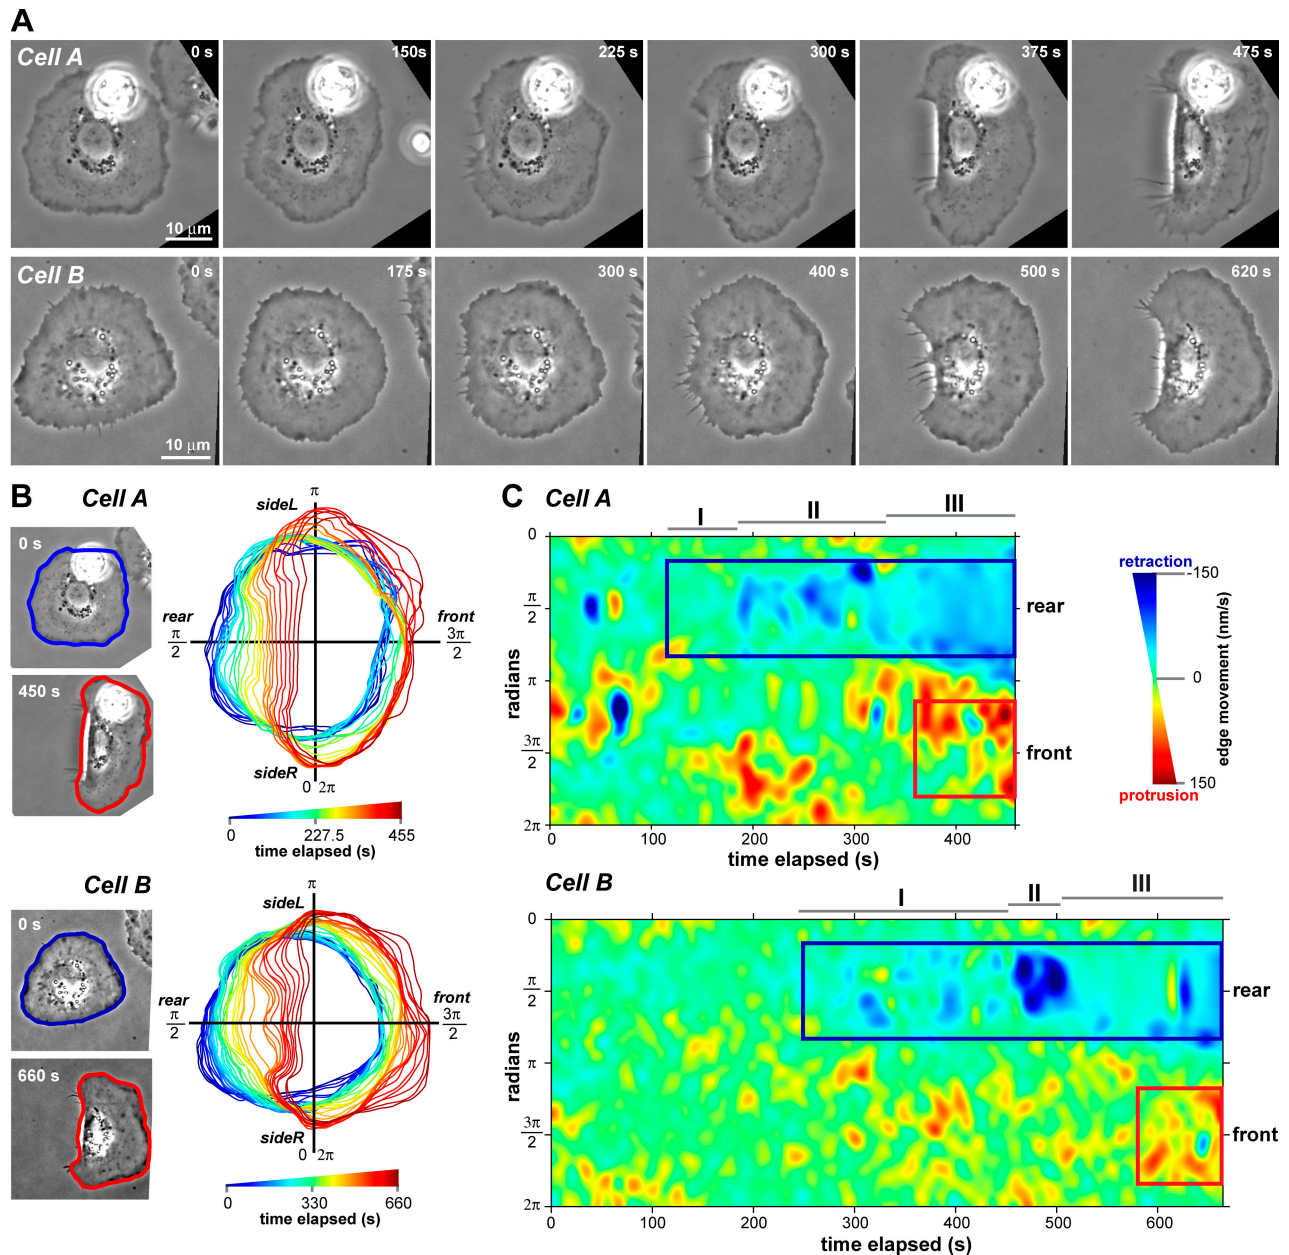 A
Cell A
0 s
150s
225 s
300 s
375 s
475 s
10 μm
Cell B
0 s
175 s
300 s
400 s
500 s
620 s
10 μm
B
Cell A
0 s
450 s
π
sideL
rear
π
2
front
3π
2
sideR
0 2π
0
227.5
455
time elapsed (s)
Cell B
0 s
660 s
π
sideL
rear
π
2
front
3π
2
sideR
0 2π
0
330
660
time elapsed (s)
C
Cell A
I
II
III
0
π
2
π
3π
2
2π
radians
rear
front
0
100
200
300
400
time elapsed (s)
retraction
-150
0
150
protrusion
edge movement (nm/s)
Cell B
I
II
III
0
π
2
π
3π
2
2π
radians
rear
front
0
100
200
300
400
500
600
time elapsed (s)